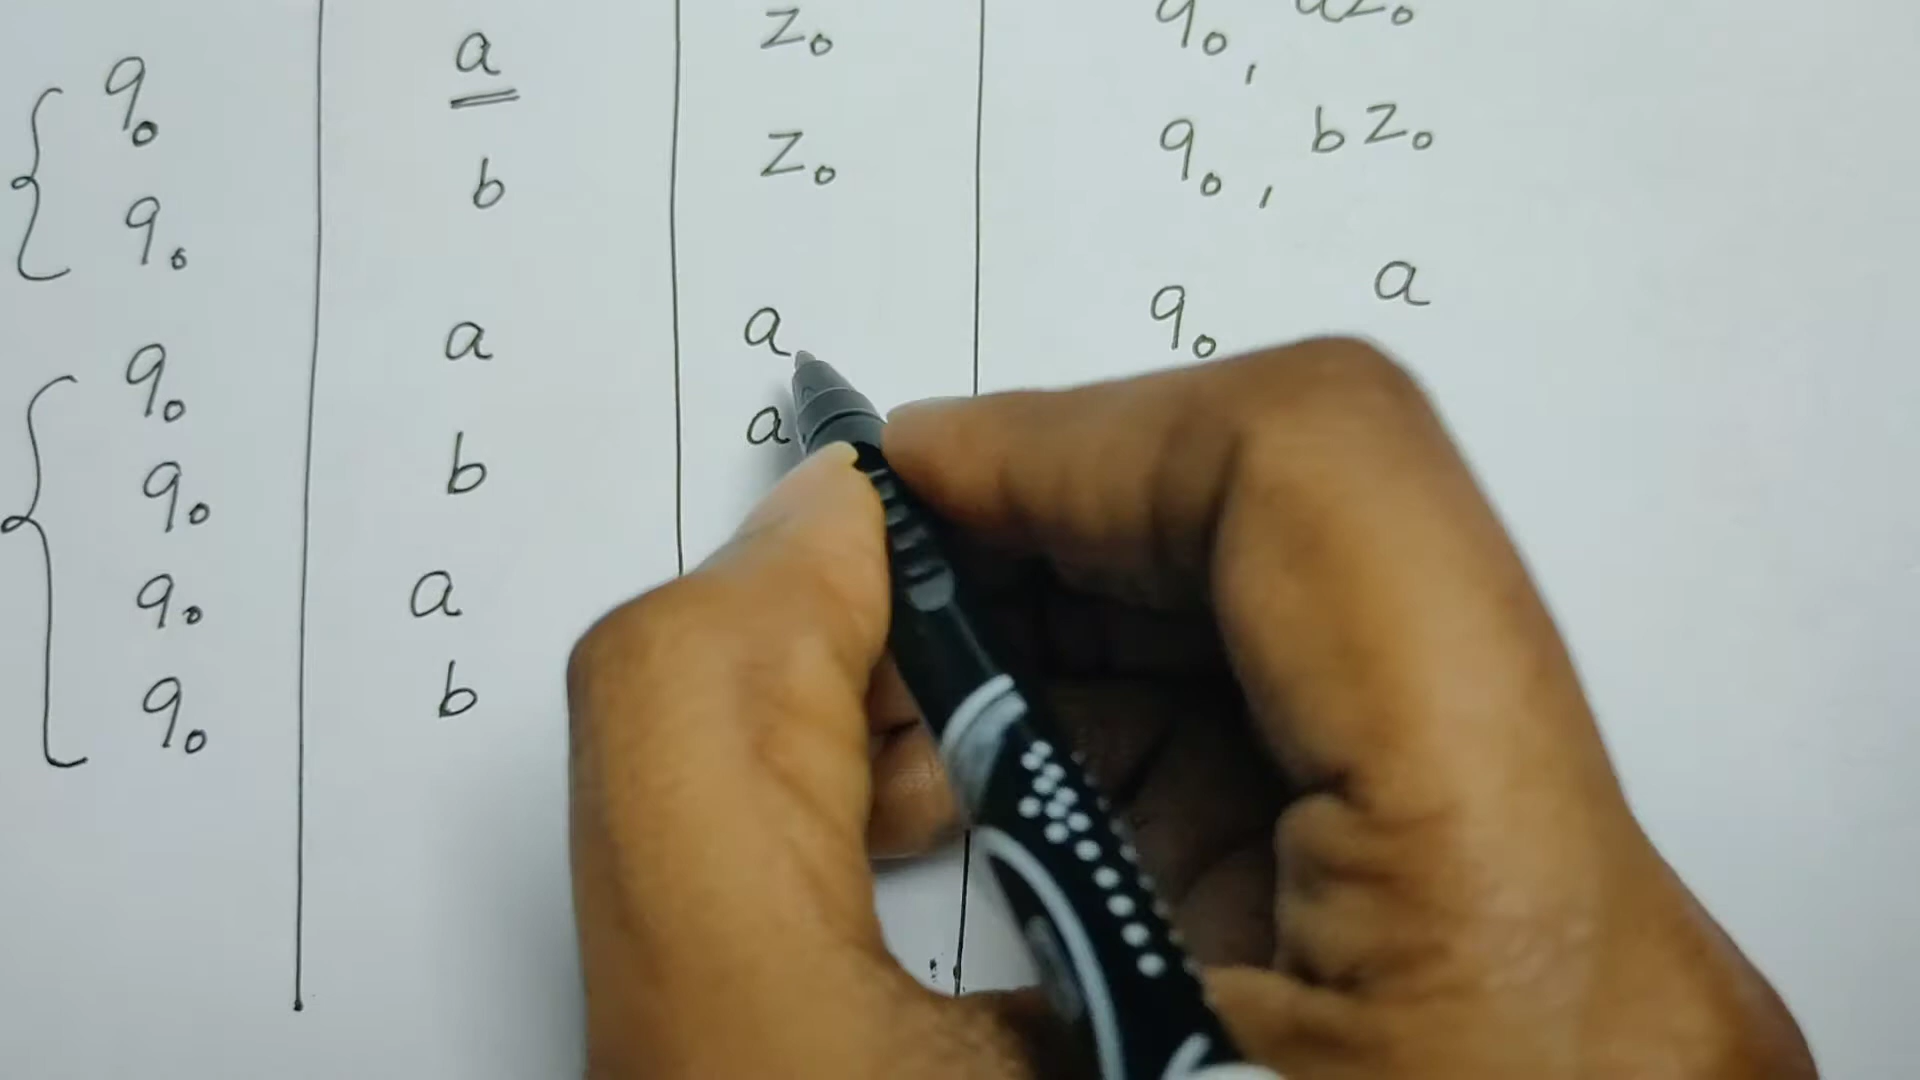 q₀ a z₀ q₀, az₀
q₀ b z₀ q₀, bz₀
q₀ a a q₀ a
q₀ b a
q₀ a
q₀ b